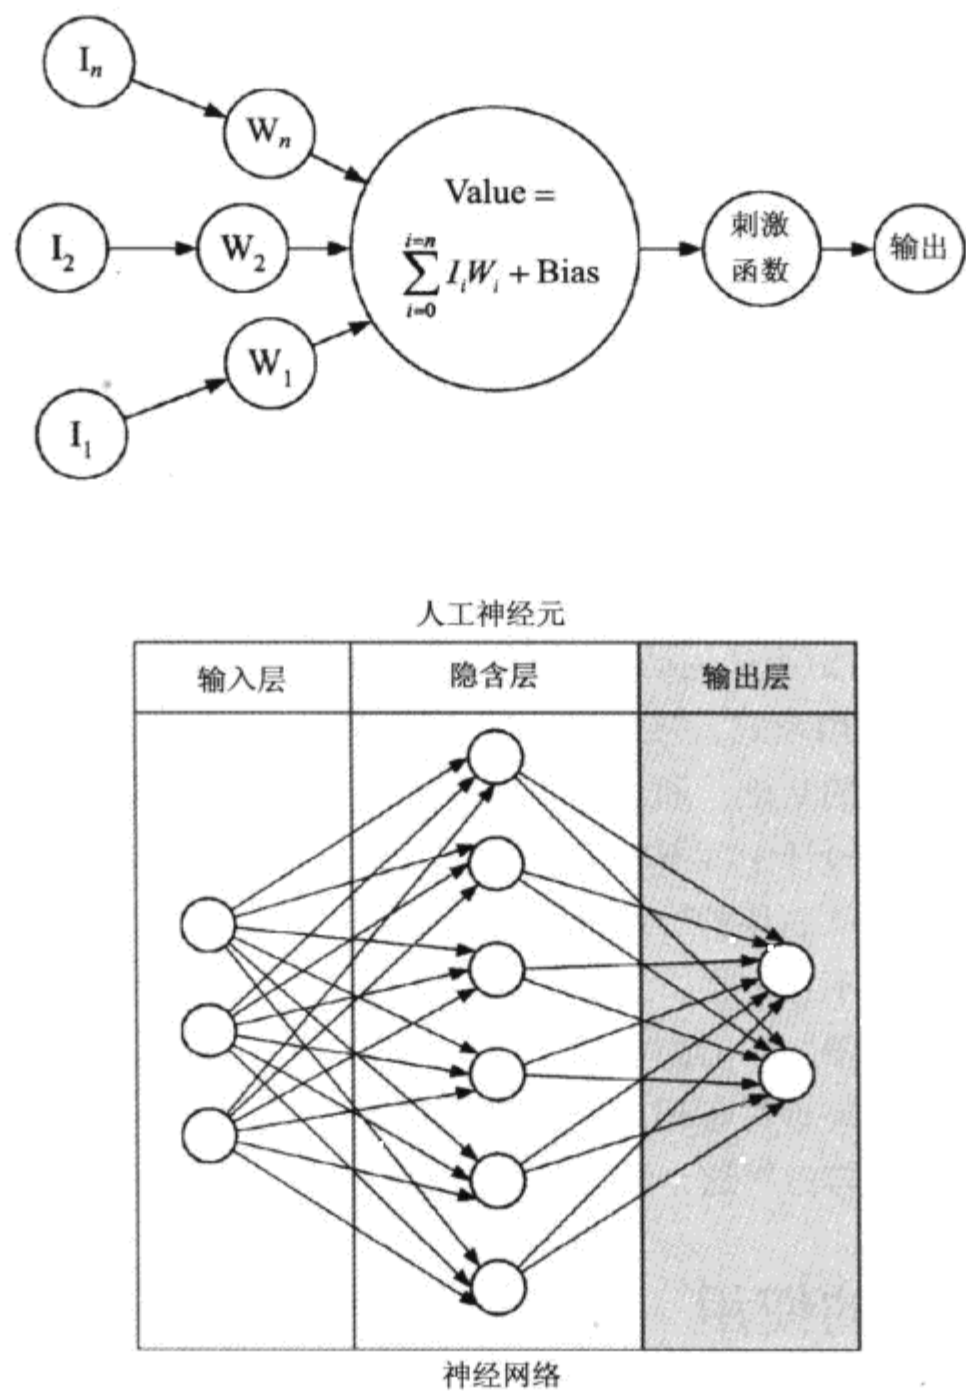 Iₙ
Wₙ
I₂
W₂
I₁
W₁
Value =
∑ᵢ₌₀ⁱ⁼ⁿ IᵢWᵢ + Bias
刺激
函数
输出
人工神经元
输入层 隐含层 输出层
神经网络